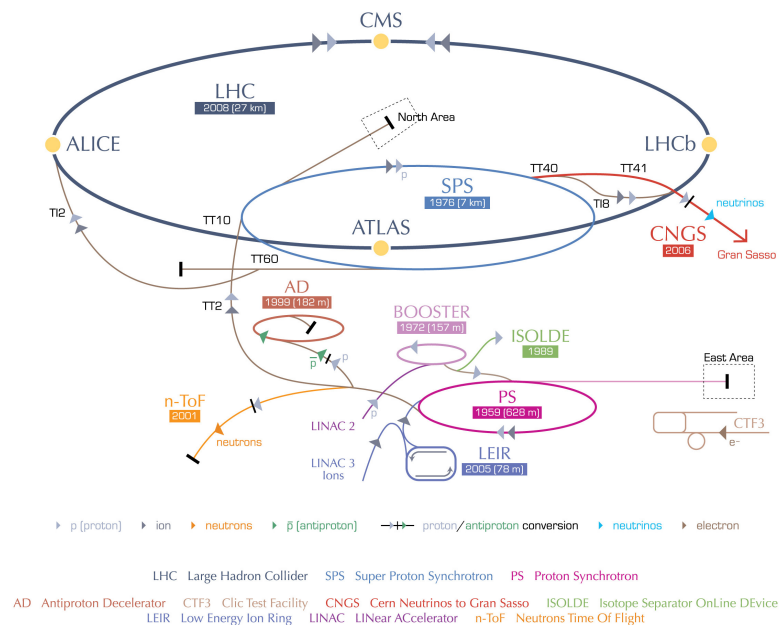 CMS
LHC
2008 (27 km)
North Area
ALICE
LHCb
TT40
TT41
SPS
1976 (7 km)
p
TI8
neutrinos
TI2
TT10
ATLAS
CNGS
2006
Gran Sasso
TT60
AD
1999 (182 m)
TT2
BOOSTER
1972 (157 m)
ISOLDE
1989
p̄
p
East Area
n-ToF
2001
PS
1959 (628 m)
LINAC 2
p
neutrons
CTF3
e-
LEIR
2005 (78 m)
LINAC 3
Ions
p (proton) ion neutrons p̄ (antiproton) proton/antiproton conversion neutrinos electron
LHC Large Hadron Collider SPS Super Proton Synchrotron PS Proton Synchrotron
AD Antiproton Decelerator CTF3 Clic Test Facility CNGS Cern Neutrinos to Gran Sasso ISOLDE Isotope Separator OnLine DEvice
LEIR Low Energy Ion Ring LINAC LINear ACcelerator n-ToF Neutrons Time Of Flight